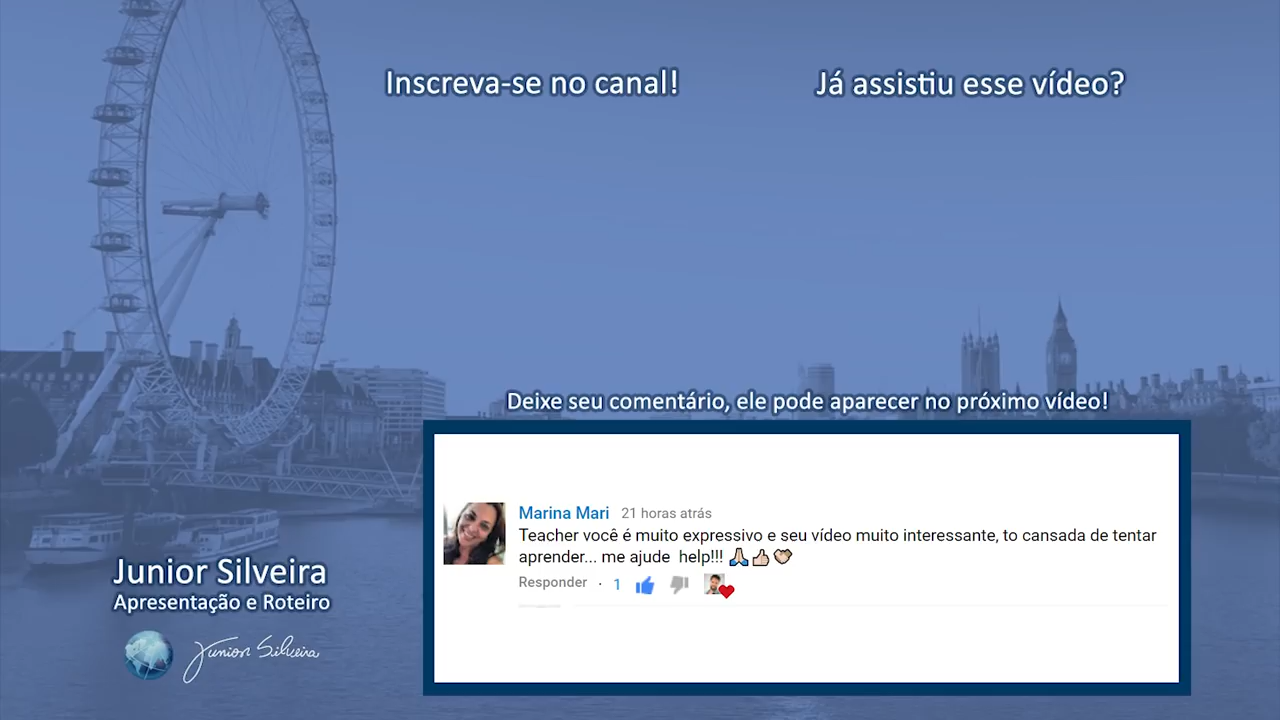 Inscreva-se no canal!
Já assistiu esse vídeo?
Deixe seu comentário, ele pode aparecer no próximo vídeo!
Marina Mari 21 horas atrás
Teacher você é muito expressivo e seu vídeo muito interessante, to cansada de tentar
aprender... me ajude help!!! 🙏🏻👍🏻🤝🏻
Responder · 1
Junior Silveira
Apresentação e Roteiro
Junior Silveira